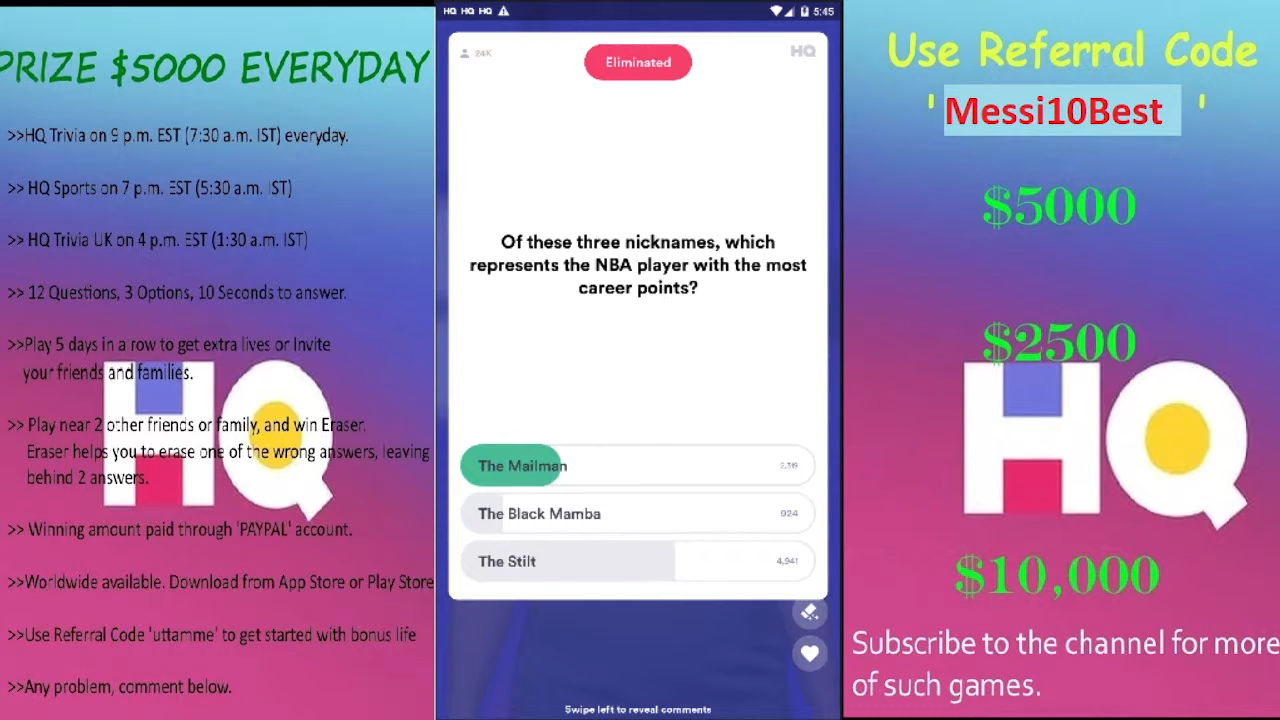 PRIZE $5000 EVERYDAY
>>HQ Trivia on 9 p.m. EST (7:30 a.m. IST) everyday.
>> HQ Sports on 7 p.m. EST (5:30 a.m. IST)
>> HQ Trivia UK on 4 p.m. EST (1:30 a.m. IST)
>> 12 Questions, 3 Options, 10 Seconds to answer.
>>Play 5 days in a row to get extra lives or Invite
your friends and families.
>> Play near 2 other friends or family, and win Eraser.
Eraser helps you to erase one of the wrong answers, leaving
behind 2 answers.
>> Winning amount paid through 'PAYPAL' account.
>>Worldwide available. Download from App Store or Play Store
>>Use Referral Code 'uttamme' to get started with bonus life
>>Any problem, comment below.
HQ
HQ HQ HQ
5:45
24K
Eliminated
HQ
Of these three nicknames, which
represents the NBA player with the most
career points?
The Mailman 2,319
The Black Mamba 924
The Stilt 4,941
Swipe left to reveal comments
Use Referral Code
' Messi10Best '
$5000
$2500
HQ
$10,000
Subscribe to the channel for more
of such games.